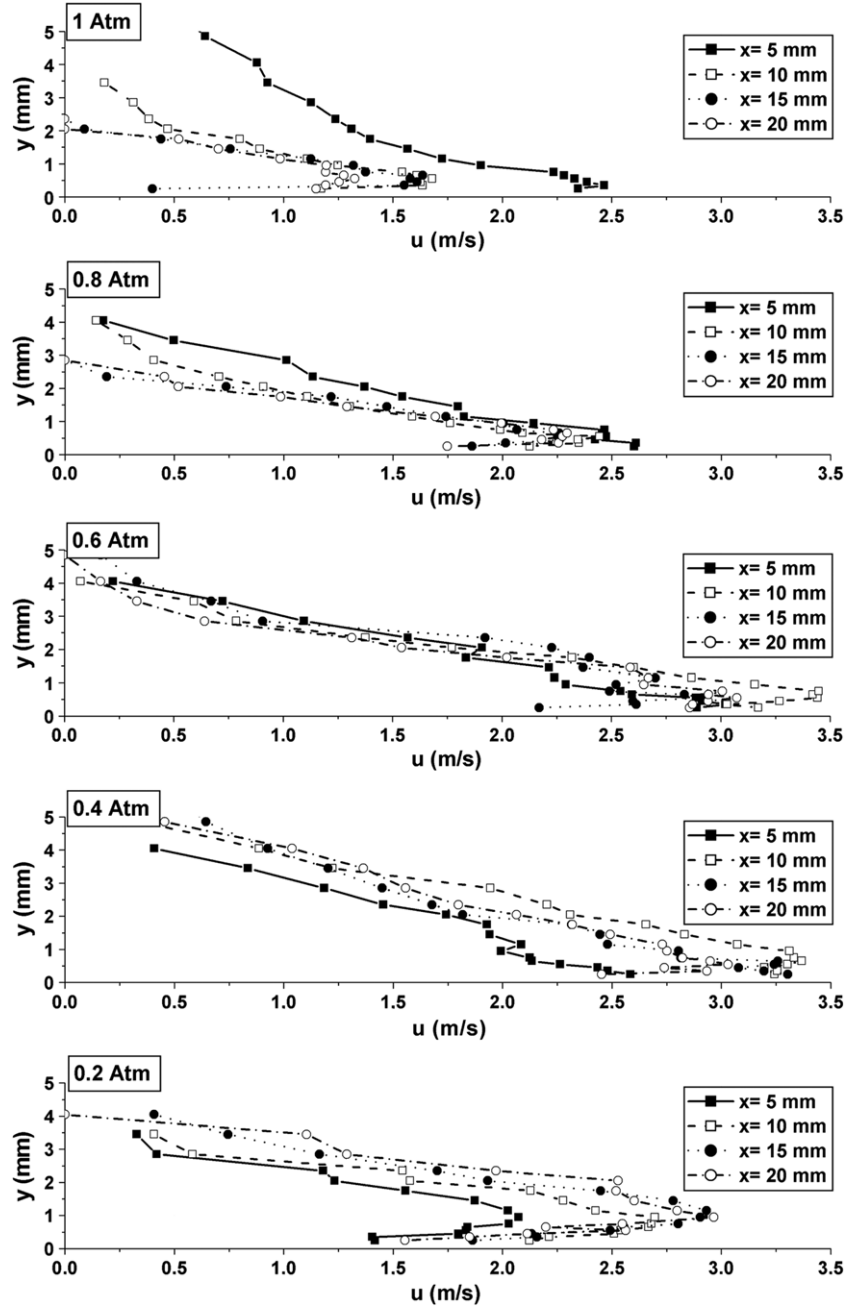 1 Atm
5
4
3
2
1
0
y (mm)
x= 5 mm
x= 10 mm
x= 15 mm
x= 20 mm
0.0 0.5 1.0 1.5 2.0 2.5 3.0 3.5
u (m/s)
0.8 Atm
5
4
3
2
1
0
y (mm)
x= 5 mm
x= 10 mm
x= 15 mm
x= 20 mm
0.0 0.5 1.0 1.5 2.0 2.5 3.0 3.5
u (m/s)
0.6 Atm
5
4
3
2
1
0
y (mm)
x= 5 mm
x= 10 mm
x= 15 mm
x= 20 mm
0.0 0.5 1.0 1.5 2.0 2.5 3.0 3.5
u (m/s)
0.4 Atm
5
4
3
2
1
0
y (mm)
x= 5 mm
x= 10 mm
x= 15 mm
x= 20 mm
0.0 0.5 1.0 1.5 2.0 2.5 3.0 3.5
u (m/s)
0.2 Atm
5
4
3
2
1
0
y (mm)
x= 5 mm
x= 10 mm
x= 15 mm
x= 20 mm
0.0 0.5 1.0 1.5 2.0 2.5 3.0 3.5
u (m/s)